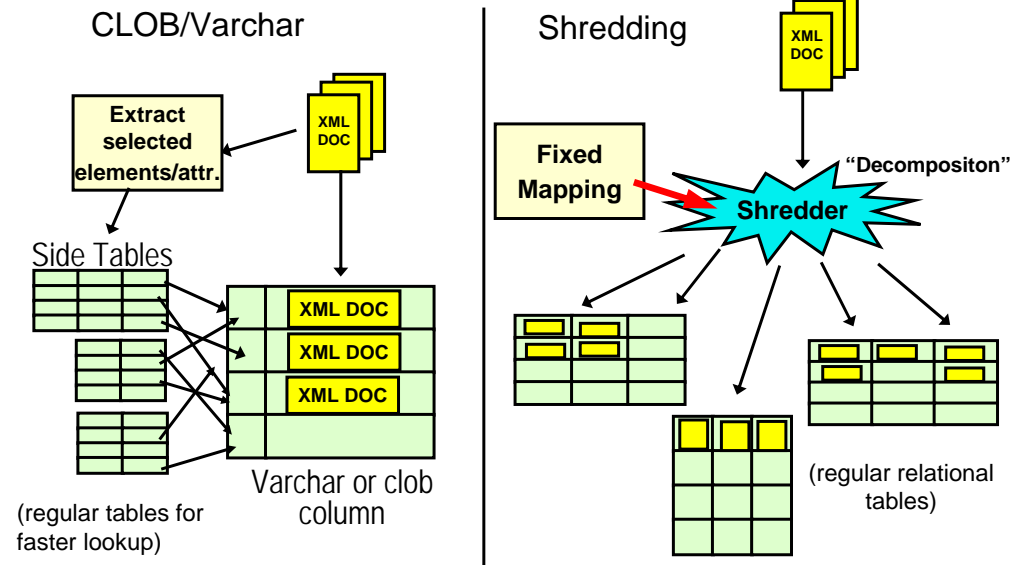 CLOB/Varchar
Extract
selected
elements/attr.
XML
DOC
Side Tables
XML DOC
XML DOC
XML DOC
Varchar or clob
column
(regular tables for
faster lookup)
Shredding
XML
DOC
Fixed
Mapping
“Decompositon”
Shredder
(regular relational
tables)